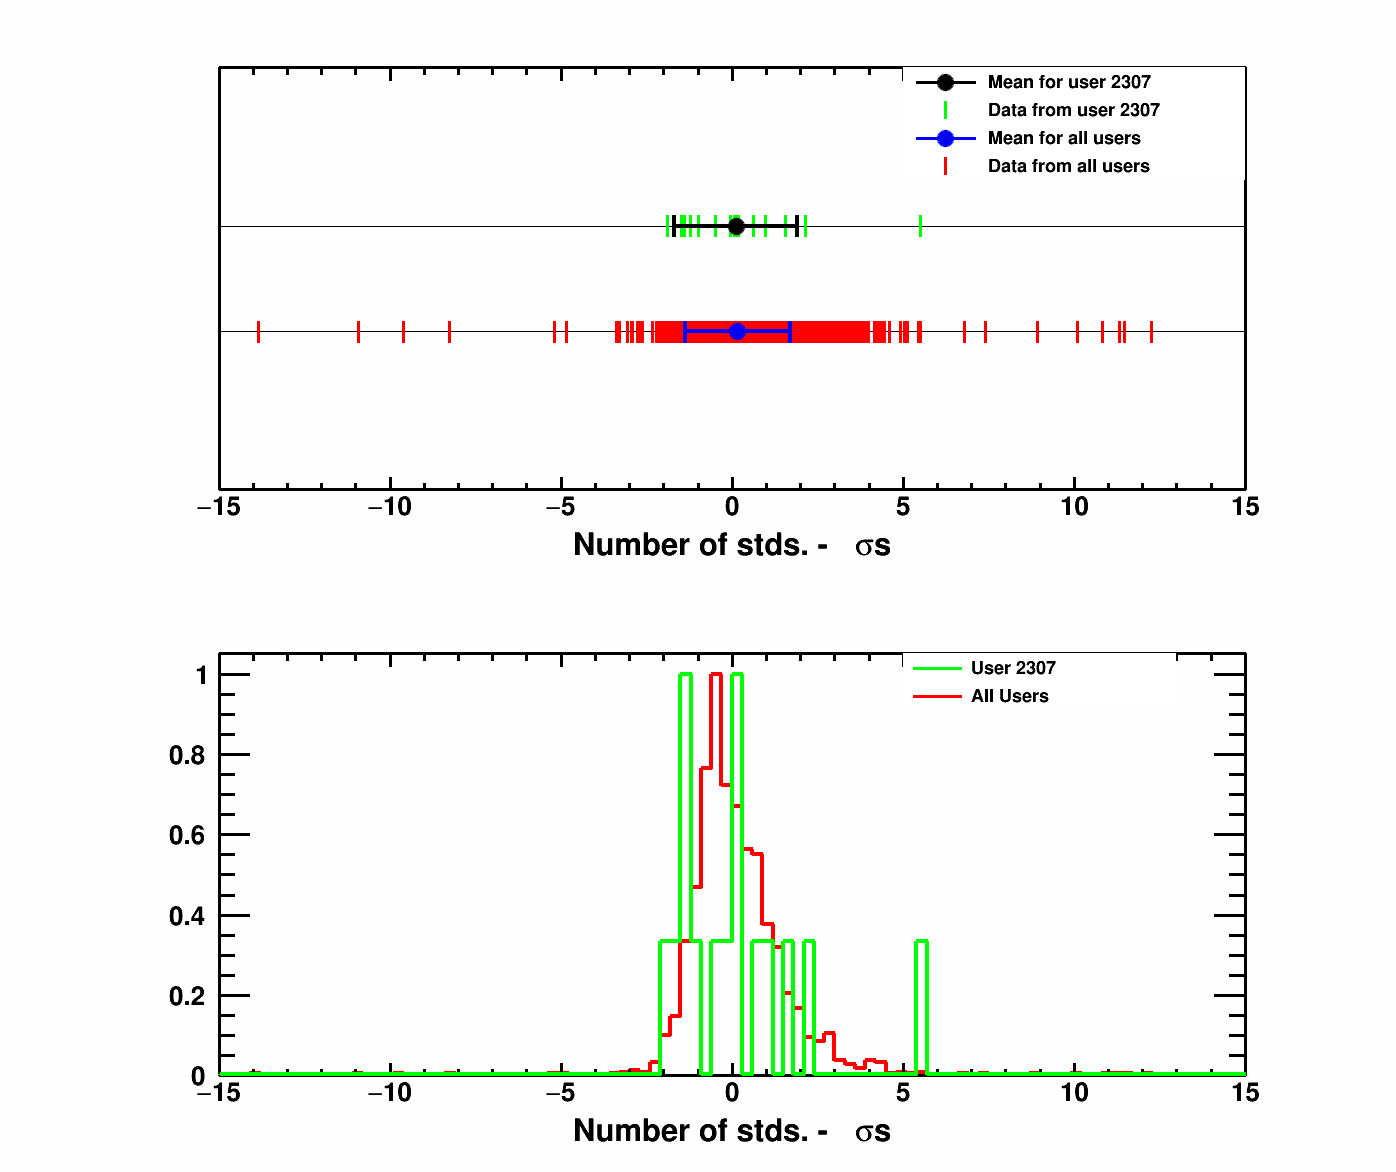 Mean for user 2307
Data from user 2307
Mean for all users
Data from all users
−15 −10 −5 0 5 10 15
Number of stds. - σs
User 2307
All Users
1
0.8
0.6
0.4
0.2
0
−15 −10 −5 0 5 10 15
Number of stds. - σs